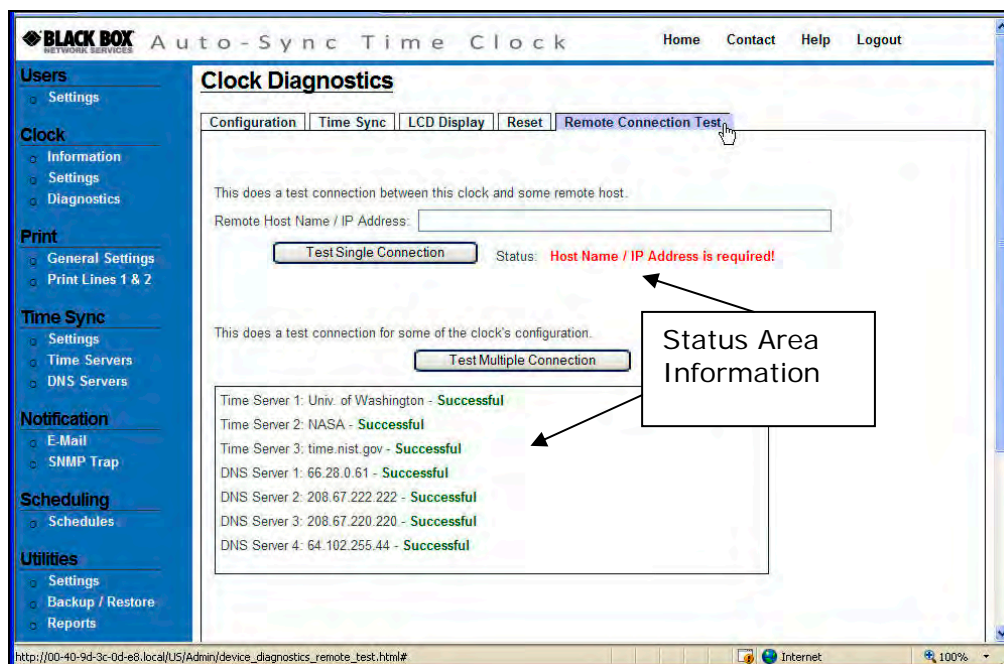 BLACK BOX
NETWORK SERVICES
Auto-Sync Time Clock
Home Contact Help Logout
Users
Settings
Clock
Information
Settings
Diagnostics
Print
General Settings
Print Lines 1 & 2
Time Sync
Settings
Time Servers
DNS Servers
Notification
E-Mail
SNMP Trap
Scheduling
Schedules
Utilities
Settings
Backup / Restore
Reports
Clock Diagnostics
Configuration Time Sync LCD Display Reset Remote Connection Test
This does a test connection between this clock and some remote host.
Remote Host Name / IP Address:
Test Single Connection Status: Host Name / IP Address is required!
This does a test connection for some of the clock's configuration.
Test Multiple Connection
Status Area
Information
Time Server 1: Univ. of Washington - Successful
Time Server 2: NASA - Successful
Time Server 3: time.nist.gov - Successful
DNS Server 1: 66.28.0.61 - Successful
DNS Server 2: 208.67.222.222 - Successful
DNS Server 3: 208.67.220.220 - Successful
DNS Server 4: 64.102.255.44 - Successful
http://00-40-9d-3c-0d-e8.local/US/Admin/device_diagnostics_remote_test.html# Internet 100%